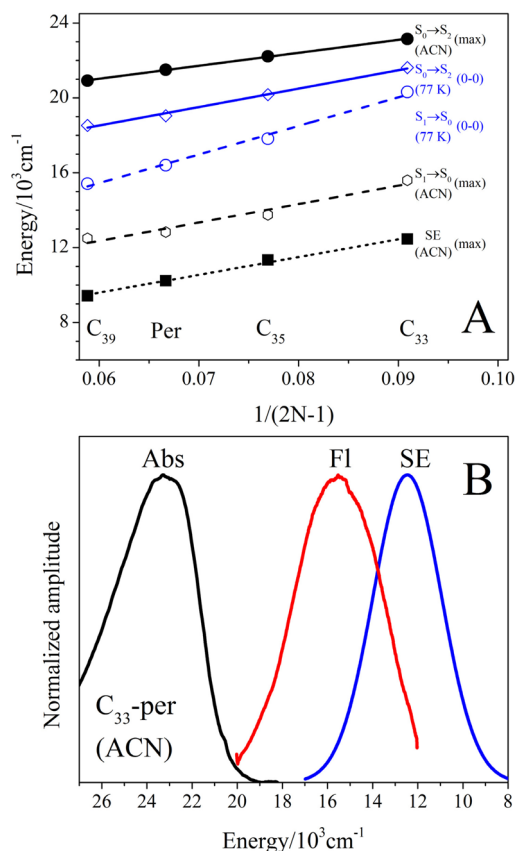 24
20
16
12
8
Energy/10³cm⁻¹
S₀→S₂ (max)
(ACN)
S₀→S₂ (0-0)
(77 K)
S₁→S₀ (0-0)
(77 K)
S₁→S₀ (max)
(ACN)
SE (max)
(ACN)
C₃₉ Per C₃₅ C₃₃
A
0.06 0.07 0.08 0.09 0.10
1/(2N-1)
Abs Fl SE
B
Normalized amplitude
C₃₃-per
(ACN)
26 24 22 20 18 16 14 12 10 8
Energy/10³cm⁻¹